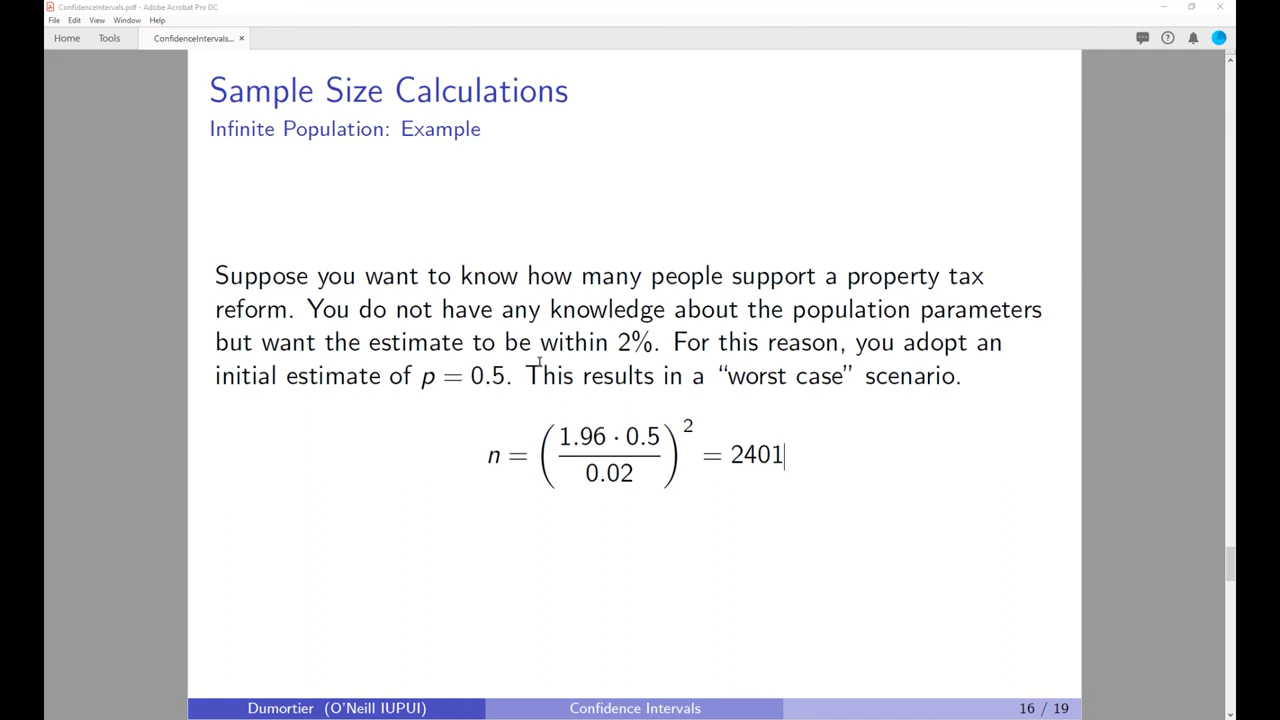 ConfidenceIntervals.pdf - Adobe Acrobat Pro DC
File Edit View Window Help
Home Tools ConfidenceIntervals... ×
Sample Size Calculations
Infinite Population: Example
Suppose you want to know how many people support a property tax
reform. You do not have any knowledge about the population parameters
but want the estimate to be within 2%. For this reason, you adopt an
initial estimate of p = 0.5. This results in a “worst case” scenario.
n = (1.96 · 0.5 / 0.02)² = 2401
Dumortier (O'Neill IUPUI) Confidence Intervals 16 / 19